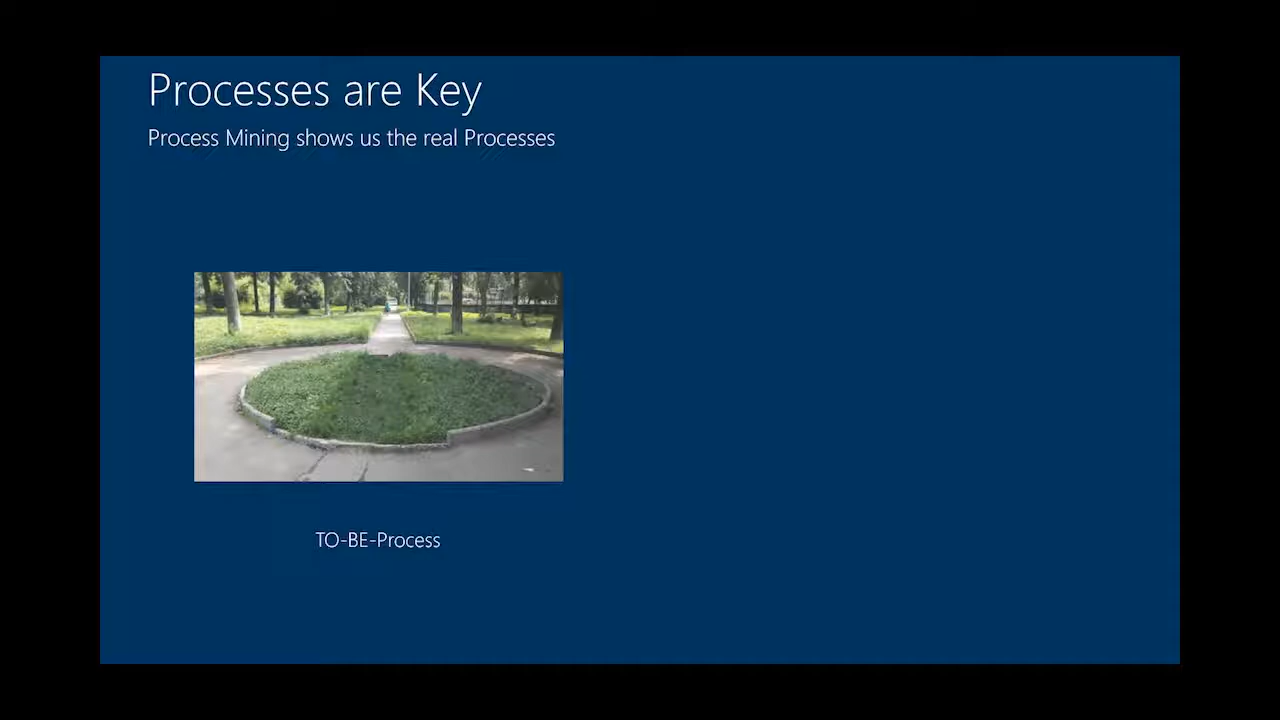 Processes are Key
Process Mining shows us the real Processes
TO-BE-Process